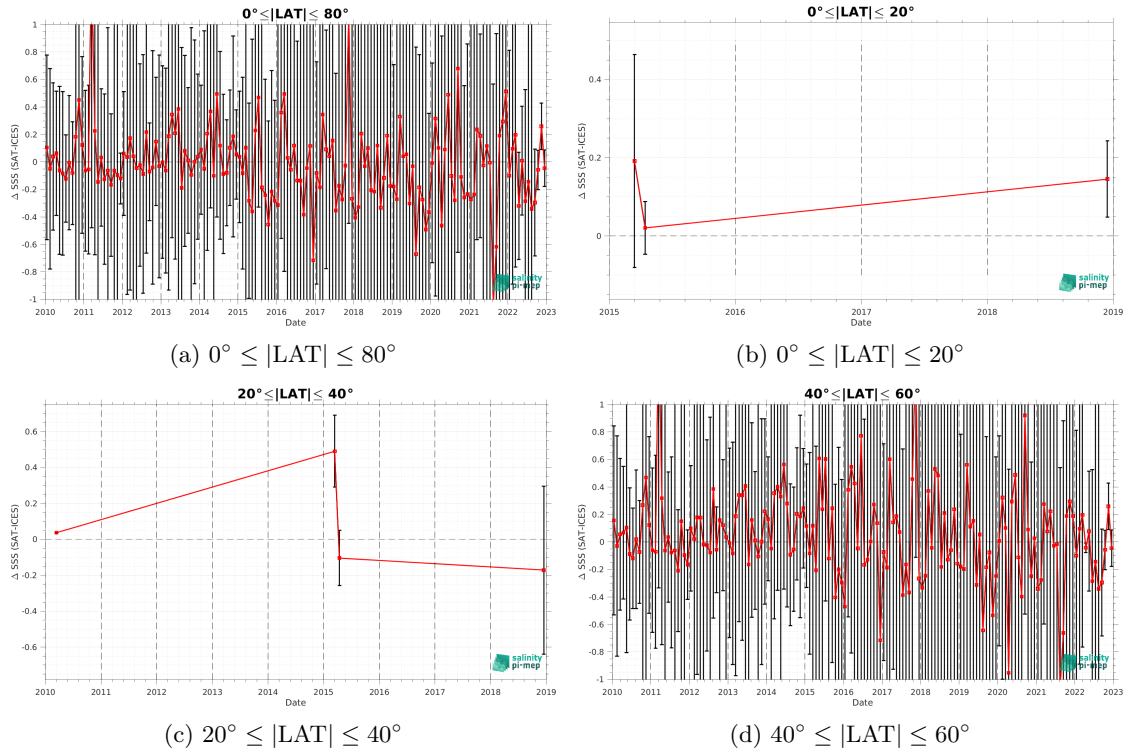 0°≤|LAT|≤ 80°
1
0.8
0.6
0.4
0.2
0
-0.2
-0.4
-0.6
-0.8
-1
Δ SSS (SAT-ICES)
2010 2011 2012 2013 2014 2015 2016 2017 2018 2019 2020 2021 2022 2023
Date
salinity
pi-mep
(a) 0° ≤ |LAT| ≤ 80°
0°≤|LAT|≤ 20°
0.4
0.2
0
Δ SSS (SAT-ICES)
2015 2016 2017 2018 2019
Date
salinity
pi-mep
(b) 0° ≤ |LAT| ≤ 20°
20°≤|LAT|≤ 40°
0.6
0.4
0.2
0
-0.2
-0.4
-0.6
Δ SSS (SAT-ICES)
2010 2011 2012 2013 2014 2015 2016 2017 2018 2019
Date
salinity
pi-mep
(c) 20° ≤ |LAT| ≤ 40°
40°≤|LAT|≤ 60°
1
0.8
0.6
0.4
0.2
0
-0.2
-0.4
-0.6
-0.8
-1
Δ SSS (SAT-ICES)
2010 2011 2012 2013 2014 2015 2016 2017 2018 2019 2020 2021 2022 2023
Date
salinity
pi-mep
(d) 40° ≤ |LAT| ≤ 60°